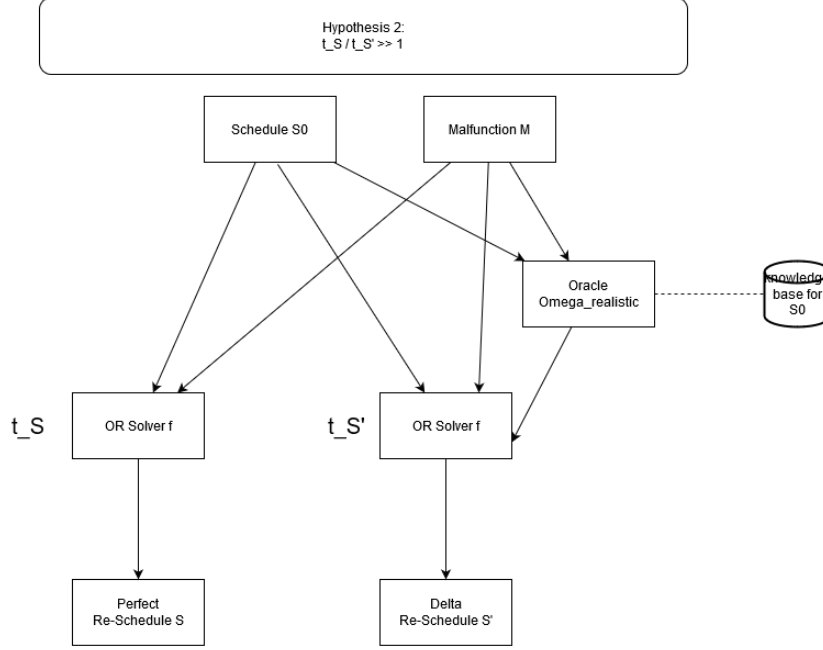 Hypothesis 2:
t_S / t_S' >> 1
Schedule S0
Malfunction M
Oracle
Omega_realistic
knowledge
base for
S0
t_S
OR Solver f
t_S'
OR Solver f
Perfect
Re-Schedule S
Delta
Re-Schedule S'